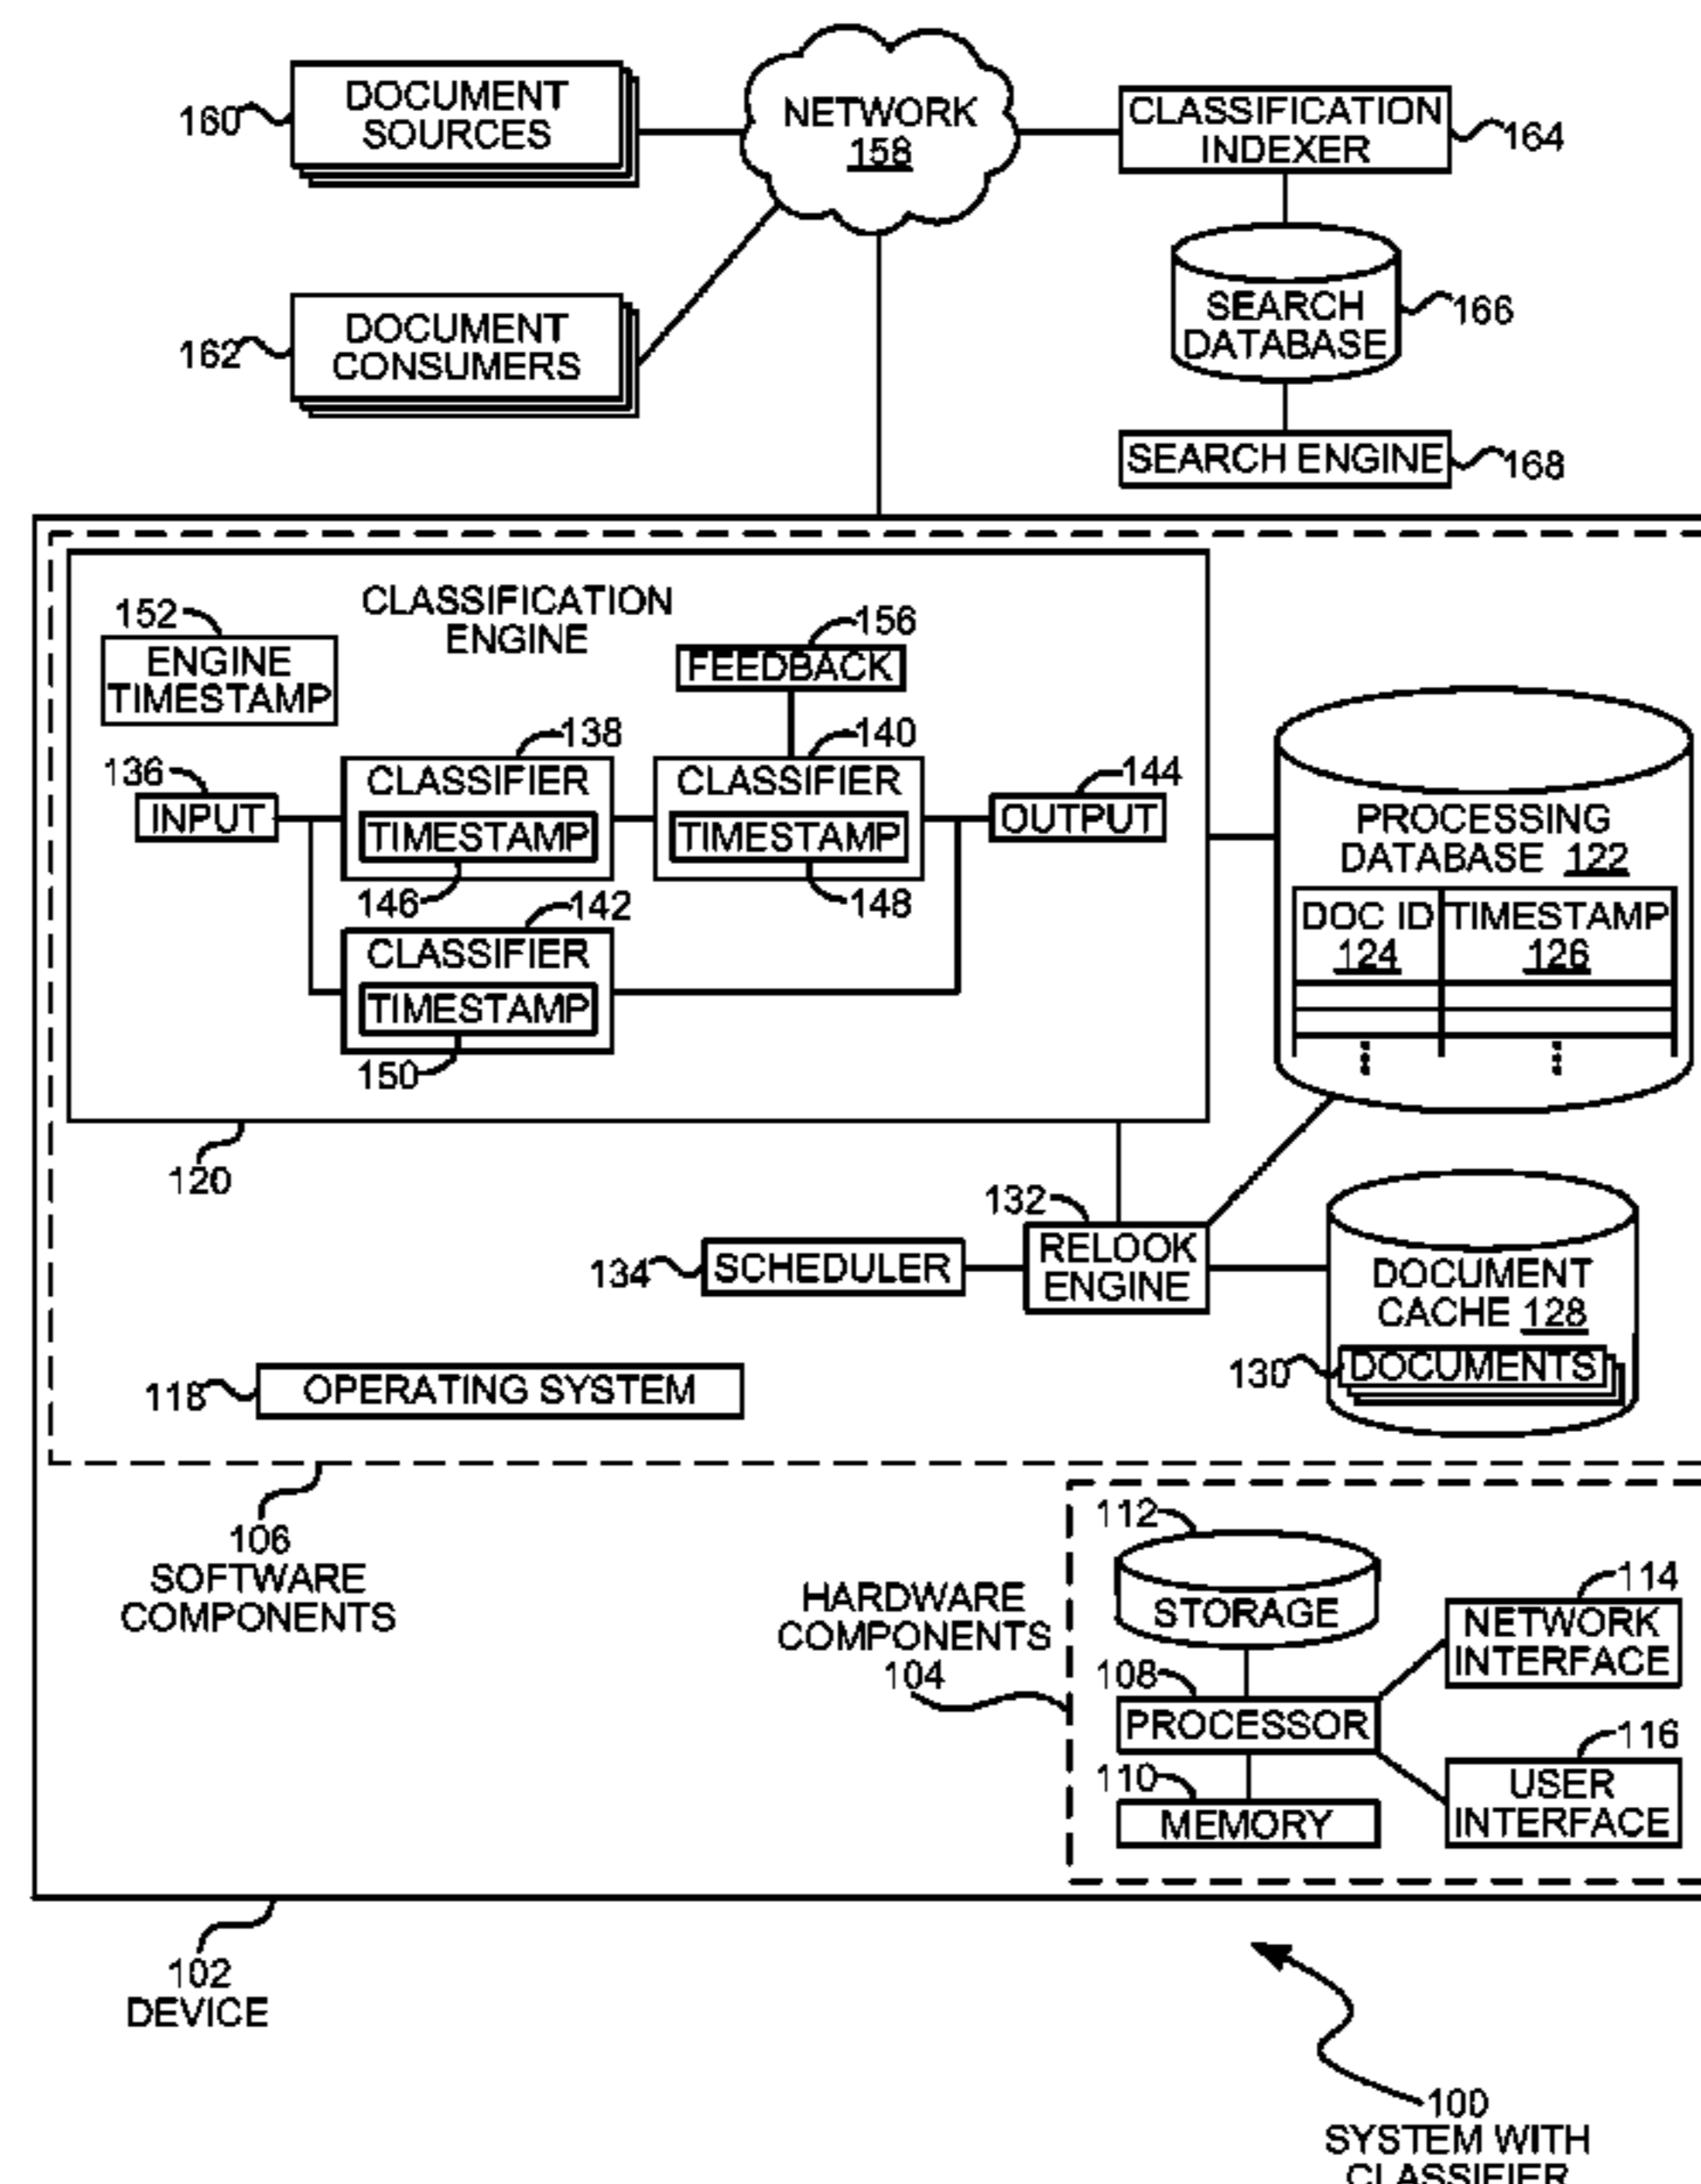 160
DOCUMENT
SOURCES
NETWORK
158
CLASSIFICATION
INDEXER
164
162
DOCUMENT
CONSUMERS
SEARCH
DATABASE
166
SEARCH ENGINE
168
CLASSIFICATION
ENGINE
152
ENGINE
TIMESTAMP
156
FEEDBACK
136
INPUT
138
CLASSIFIER
TIMESTAMP
146
140
CLASSIFIER
TIMESTAMP
148
144
OUTPUT
142
CLASSIFIER
TIMESTAMP
150
120
PROCESSING
DATABASE 122
DOC ID
124
TIMESTAMP
126
132
RELOOK
ENGINE
134
SCHEDULER
DOCUMENT
CACHE 128
130
DOCUMENTS
118
OPERATING SYSTEM
106
SOFTWARE
COMPONENTS
HARDWARE
COMPONENTS
104
112
STORAGE
108
PROCESSOR
110
MEMORY
114
NETWORK
INTERFACE
116
USER
INTERFACE
102
DEVICE
100
SYSTEM WITH
CLASSIFIER